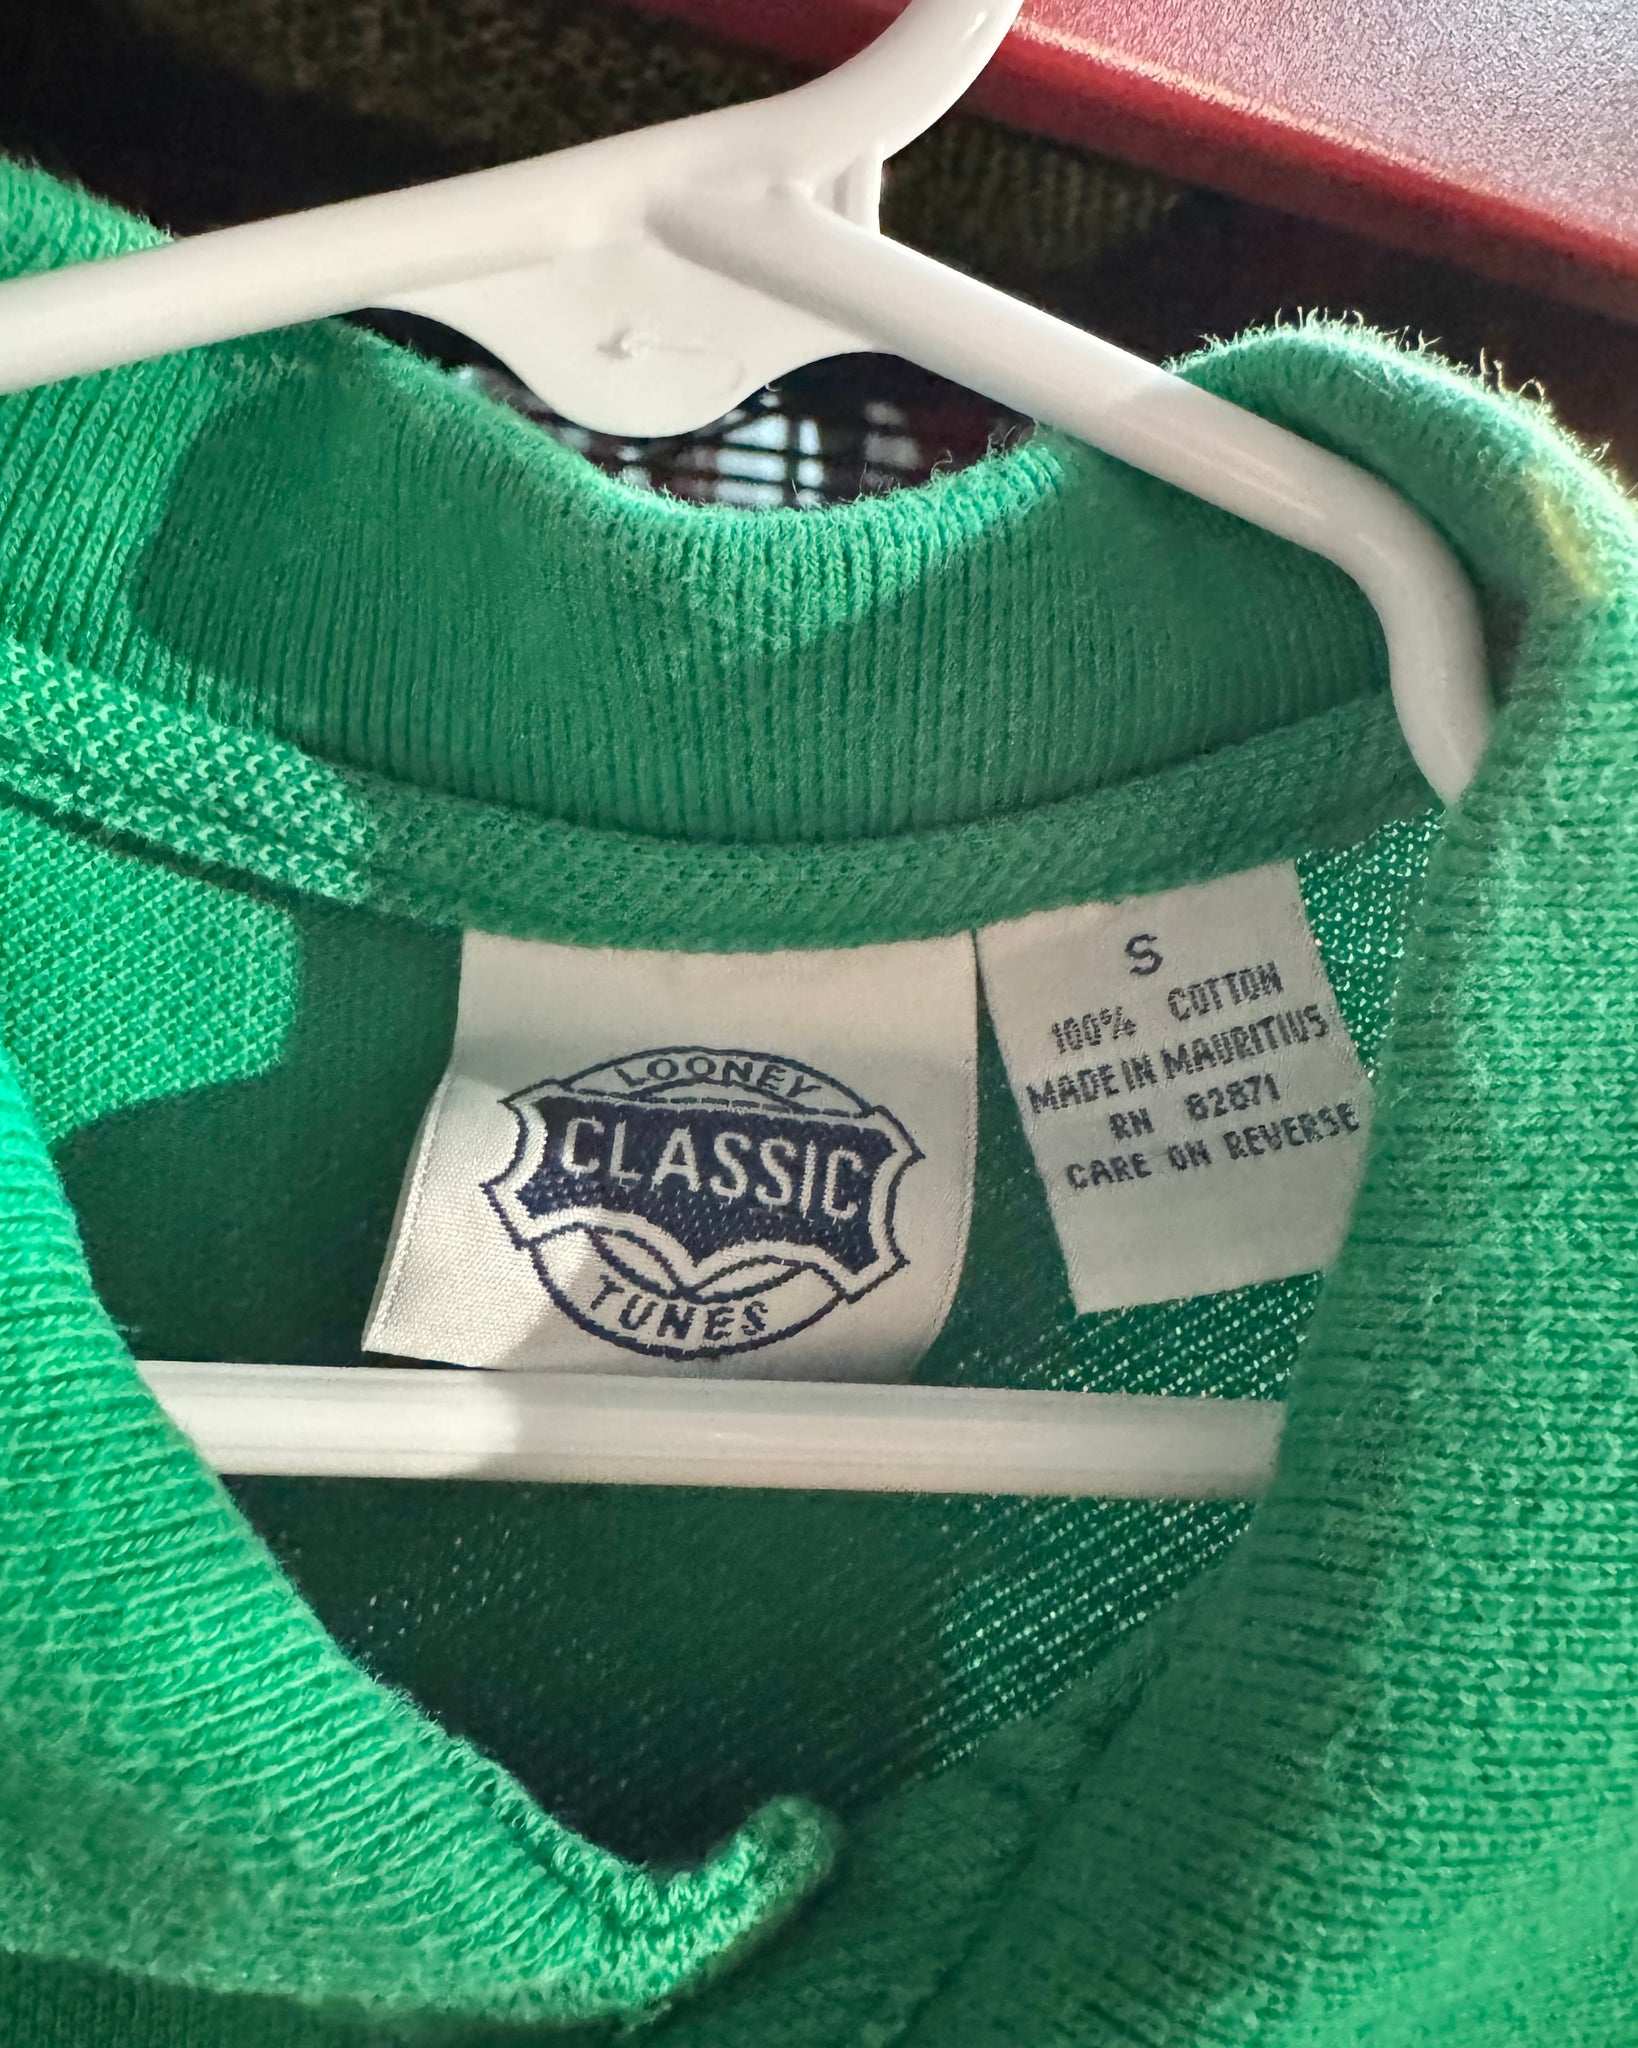 LOONEY
CLASSIC
TUNES
S
100% COTTON
MADE IN MAURITIUS
RN 82871
CARE ON REVERSE